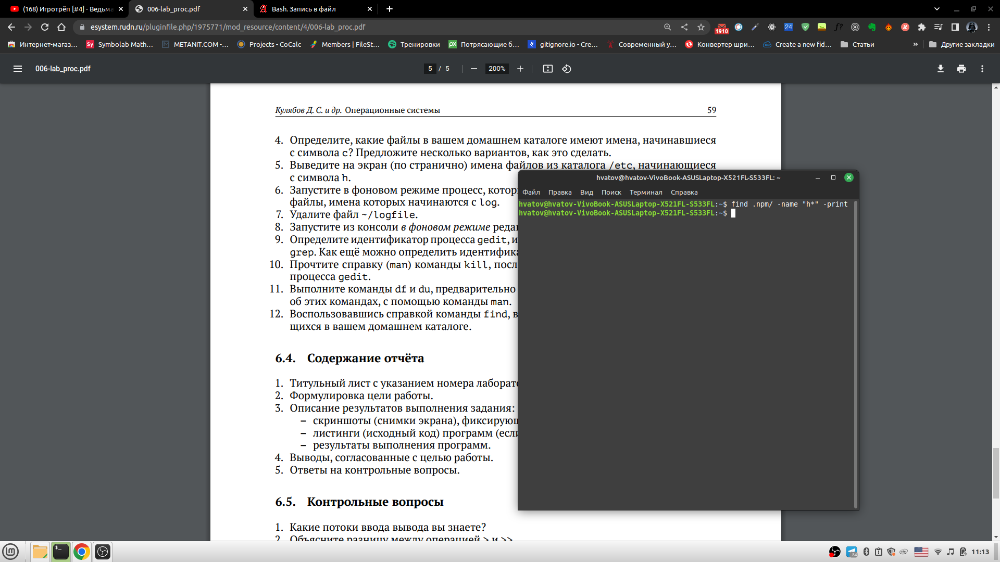 (168) Игротрёп [#4] - Ведьма
006-lab_proc.pdf
Bash. Запись в файл
esystem.rudn.ru/pluginfile.php/1975771/mod_resource/content/4/006-lab_proc.pdf
1910
24
f?
Интернет-магаз...
Sy
Symbolab Math...
METANIT.COM -...
Projects - CoCalc
Members | FileSt...
Тренировки
px
Потрясающие б...
gitignore.io - Cre...
Современный у...
Конвертер шри...
Create a new fid...
Статьи
»
Другие закладки
006-lab_proc.pdf
5 / 5
200%
Кулябов Д. С. и др. Операционные системы 59
4. Определите, какие файлы в вашем домашнем каталоге имеют имена, начинавшиеся
с символа c? Предложите несколько вариантов, как это сделать.
5. Выведите на экран (по странично) имена файлов из каталога /etc, начинающиеся
с символа h.
6. Запустите в фоновом режиме процесс, котор
файлы, имена которых начинаются с log.
7. Удалите файл ~/logfile.
8. Запустите из консоли в фоновом режиме реда
9. Определите идентификатор процесса gedit, и
grep. Как ещё можно определить идентифика
10. Прочтите справку (man) команды kill, посл
процесса gedit.
11. Выполните команды df и du, предварительно
об этих командах, с помощью команды man.
12. Воспользовавшись справкой команды find, в
щихся в вашем домашнем каталоге.
6.4. Содержание отчёта
1. Титульный лист с указанием номера лаборат
2. Формулировка цели работы.
3. Описание результатов выполнения задания:
– скриншоты (снимки экрана), фиксирующ
– листинги (исходный код) программ (если
– результаты выполнения программ.
4. Выводы, согласованные с целью работы.
5. Ответы на контрольные вопросы.
6.5. Контрольные вопросы
1. Какие потоки ввода вывода вы знаете?
2. Объясните разницу между операцией > и >>.
hvatov@hvatov-VivoBook-ASUSLaptop-X521FL-S533FL: ~
Файл Правка Вид Поиск Терминал Справка
hvatov@hvatov-VivoBook-ASUSLaptop-X521FL-S533FL:~$ find .npm/ -name "h*" -print
hvatov@hvatov-VivoBook-ASUSLaptop-X521FL-S533FL:~$
84
intel
11:13